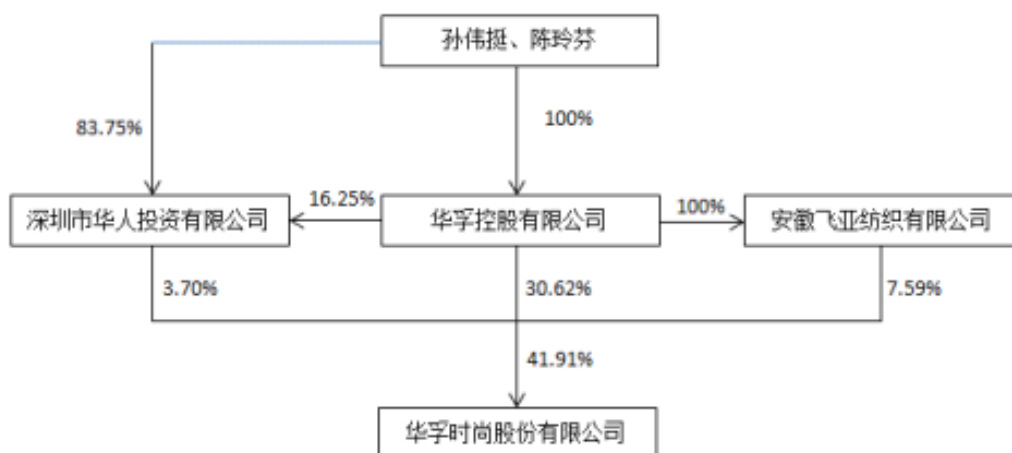 孙伟挺、陈玲芬
83.75%
100%
深圳市华人投资有限公司
16.25%
华孚控股有限公司
100%
安徽飞亚纺织有限公司
3.70%
30.62%
7.59%
41.91%
华孚时尚股份有限公司